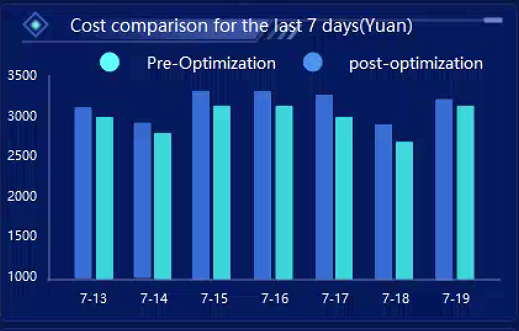 Cost comparison for the last 7 days(Yuan)
Pre-Optimization post-optimization
3500
3000
2500
2000
1500
1000
7-13 7-14 7-15 7-16 7-17 7-18 7-19